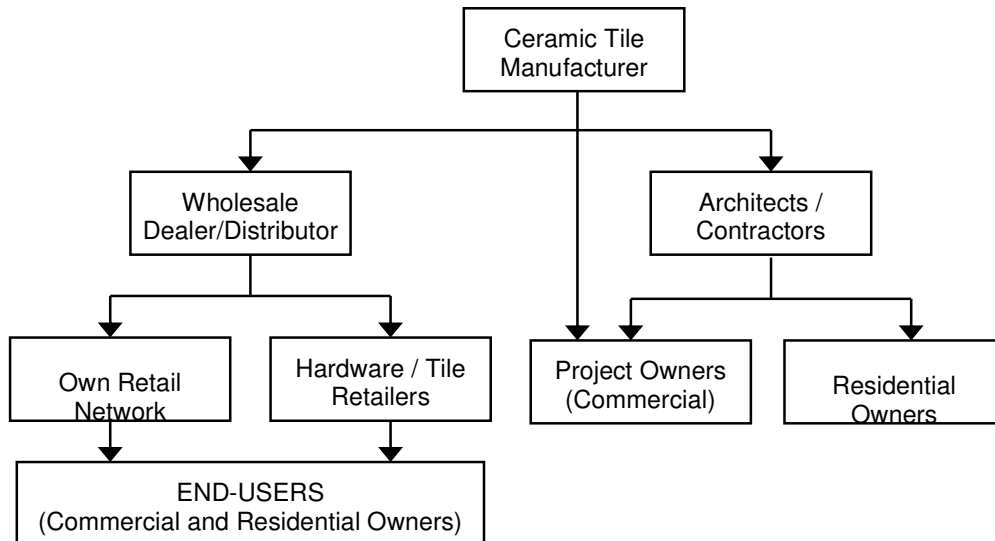 Ceramic Tile
Manufacturer
Wholesale
Dealer/Distributor
Architects /
Contractors
Own Retail
Network
Hardware / Tile
Retailers
Project Owners
(Commercial)
Residential
Owners
END-USERS
(Commercial and Residential Owners)